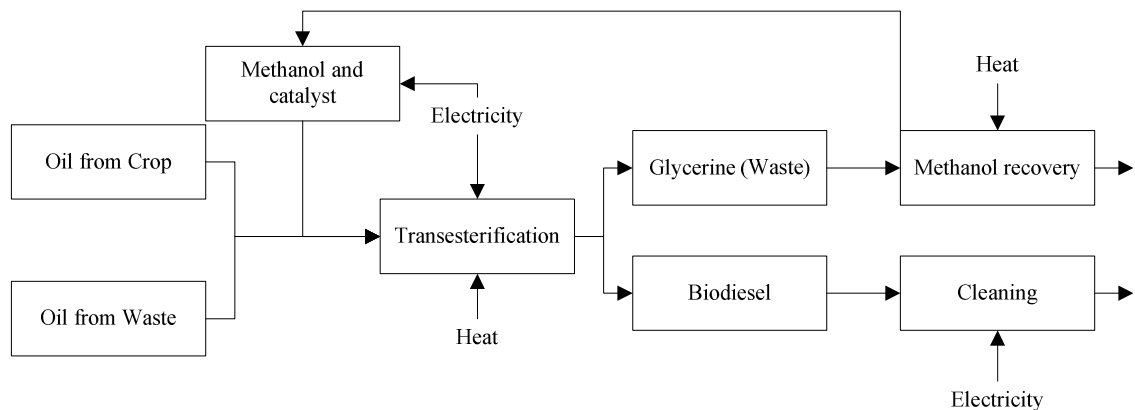 Methanol and
catalyst
Heat
Electricity
Oil from Crop
Glycerine (Waste)
Methanol recovery
Transesterification
Oil from Waste
Biodiesel
Cleaning
Heat
Electricity